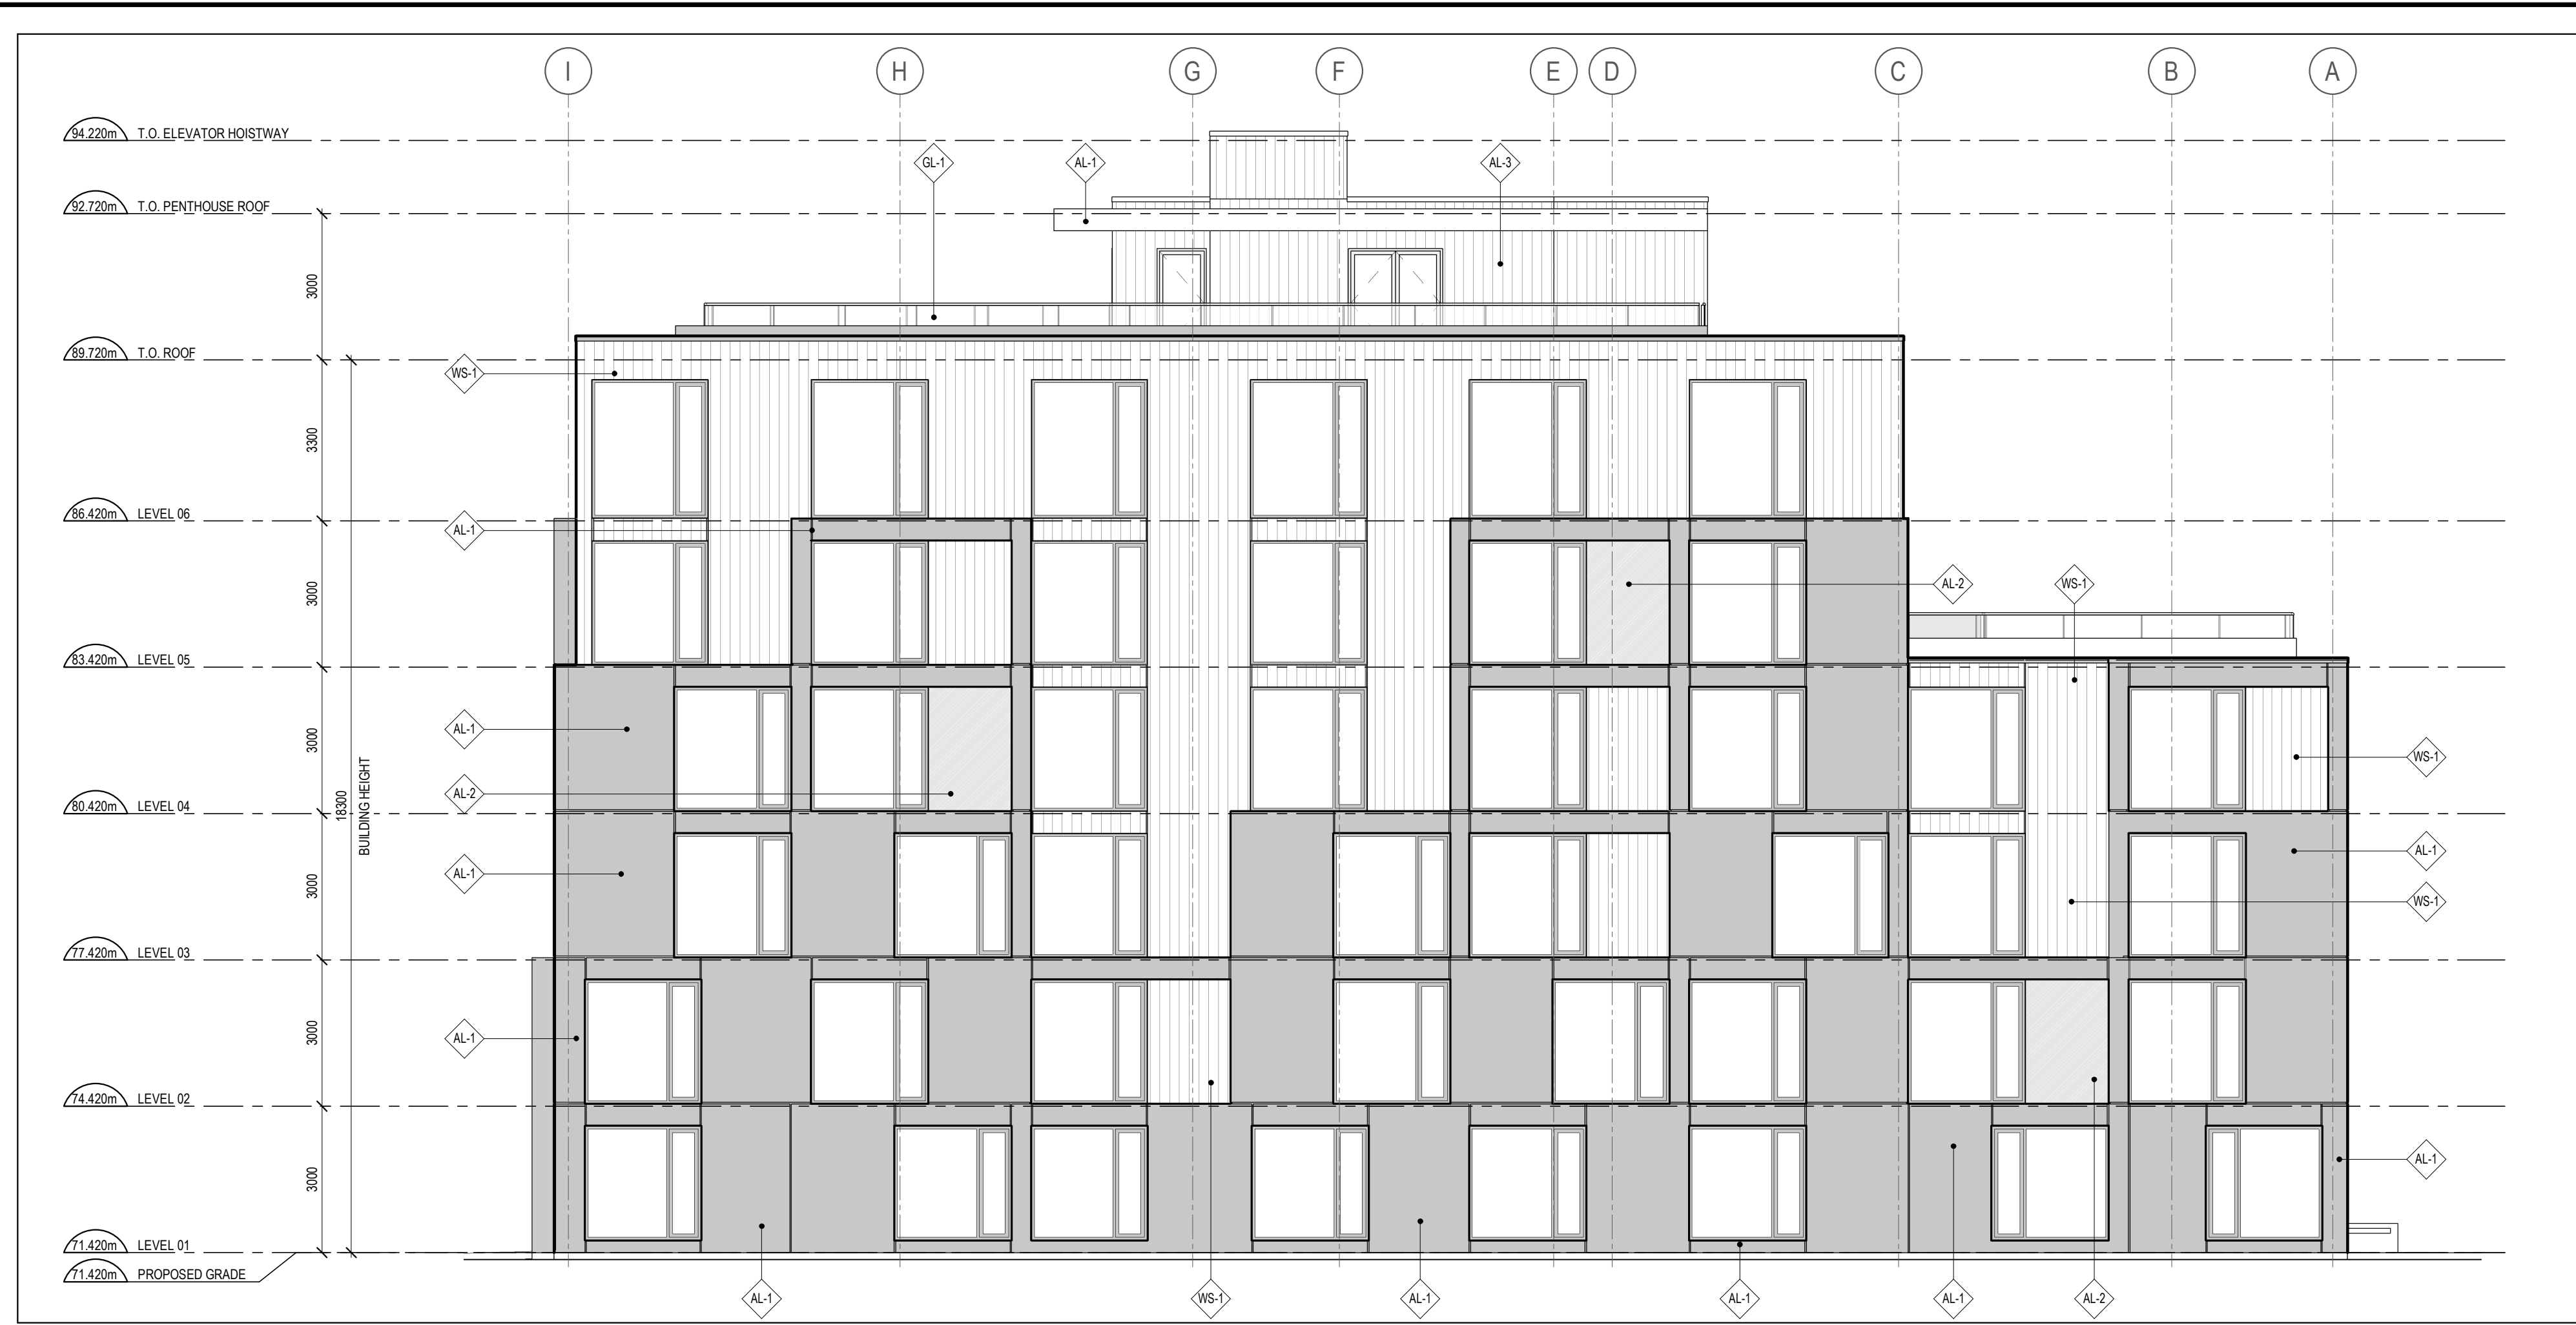 I H G F E D C B A
94.220m T.O. ELEVATOR HOISTWAY
GL-1 AL-1 AL-3
92.720m T.O. PENTHOUSE ROOF
3000
89.720m T.O. ROOF
WS-1
3300
86.420m LEVEL 06
AL-1
3000
AL-2 WS-1
83.420m LEVEL 05
AL-1
3000
WS-1
AL-2
80.420m LEVEL 04
18300
BUILDING HEIGHT
AL-1
AL-1
3000
WS-1
77.420m LEVEL 03
3000
AL-1
74.420m LEVEL 02
3000
AL-1
71.420m LEVEL 01
71.420m PROPOSED GRADE
AL-1 WS-1 AL-1 AL-1 AL-1 AL-2